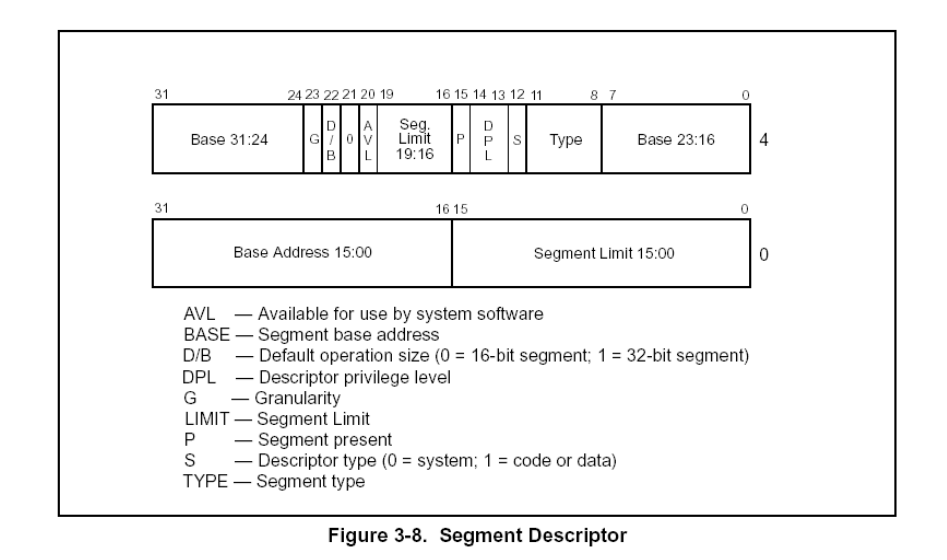 31 24 23 22 21 20 19 16 15 14 13 12 11 8 7 0
Base 31:24 G D/B 0 AVL Seg. Limit 19:16 P DPL S Type Base 23:16 4
31 16 15 0
Base Address 15:00 Segment Limit 15:00 0
AVL — Available for use by system software
BASE — Segment base address
D/B — Default operation size (0 = 16-bit segment; 1 = 32-bit segment)
DPL — Descriptor privilege level
G — Granularity
LIMIT — Segment Limit
P — Segment present
S — Descriptor type (0 = system; 1 = code or data)
TYPE — Segment type
Figure 3-8. Segment Descriptor